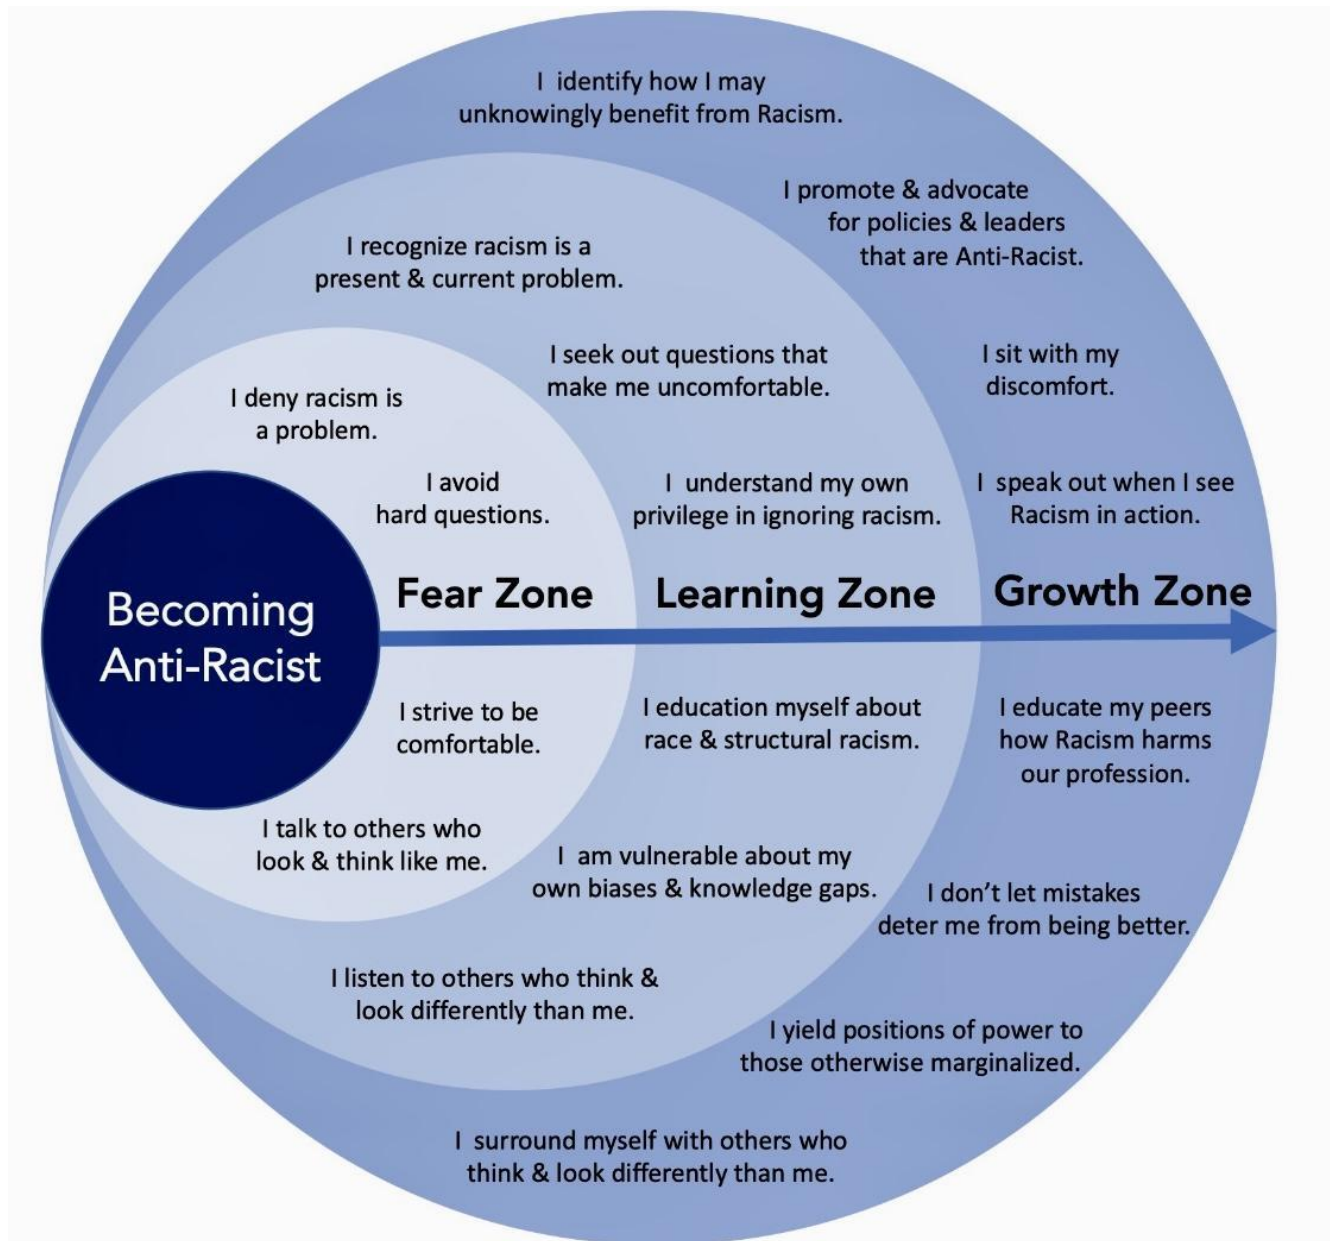 I identify how I may
unknowingly benefit from Racism.
I promote & advocate
for policies & leaders
that are Anti-Racist.
I recognize racism is a
present & current problem.
I seek out questions that
make me uncomfortable.
I sit with my
discomfort.
I deny racism is
a problem.
I avoid
hard questions.
I understand my own
privilege in ignoring racism.
I speak out when I see
Racism in action.
Becoming
Anti-Racist
Fear Zone
Learning Zone
Growth Zone
I strive to be
comfortable.
I education myself about
race & structural racism.
I educate my peers
how Racism harms
our profession.
I talk to others who
look & think like me.
I am vulnerable about my
own biases & knowledge gaps.
I don't let mistakes
deter me from being better.
I listen to others who think &
look differently than me.
I yield positions of power to
those otherwise marginalized.
I surround myself with others who
think & look differently than me.